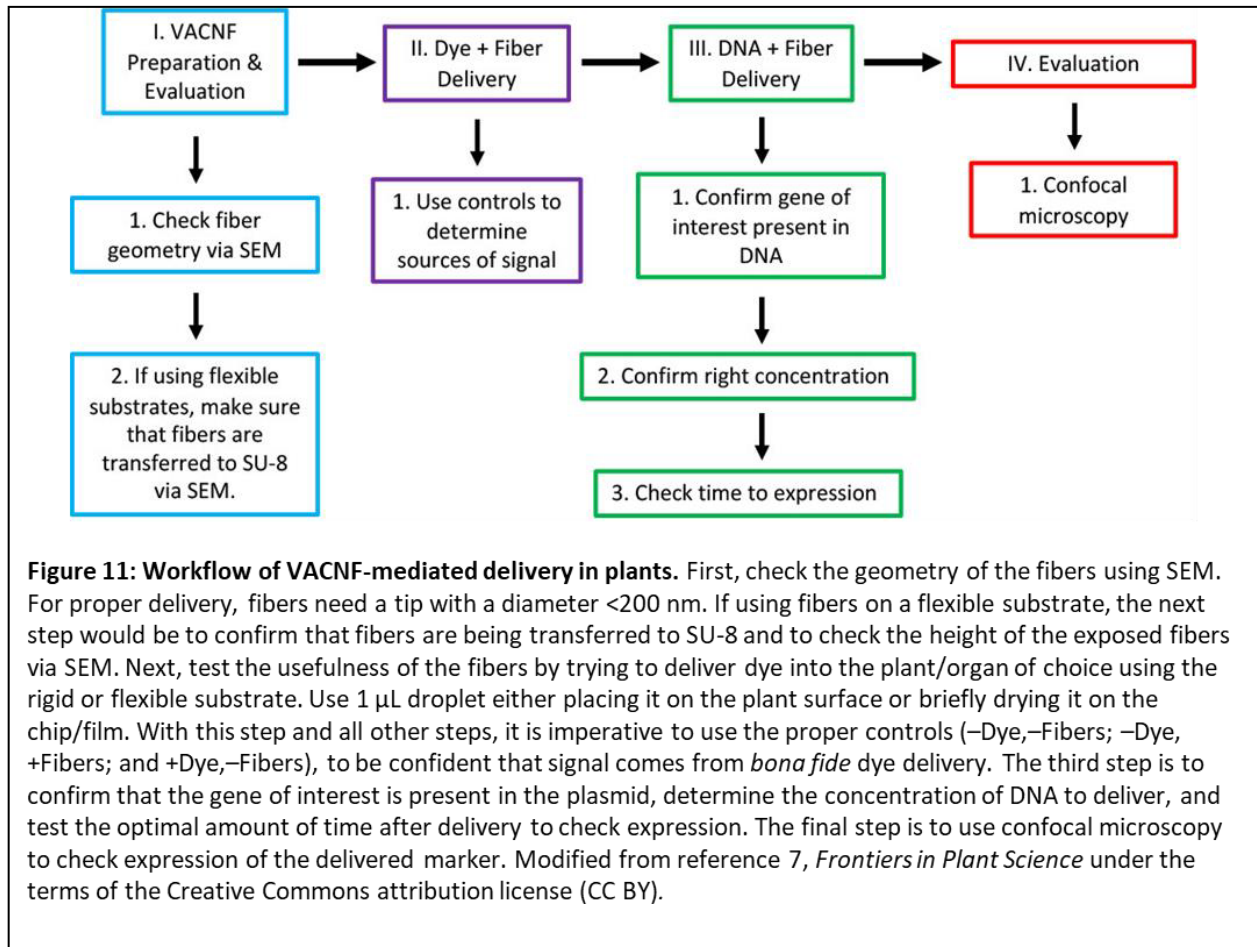 I. VACNF
Preparation &
Evaluation
II. Dye + Fiber
Delivery
III. DNA + Fiber
Delivery
IV. Evaluation
1. Check fiber
geometry via SEM
2. If using flexible
substrates, make sure
that fibers are
transferred to SU-8
via SEM.
1. Use controls to
determine
sources of signal
1. Confirm gene of
interest present in
DNA
2. Confirm right concentration
3. Check time to expression
1. Confocal
microscopy
Figure 11: Workflow of VACNF-mediated delivery in plants. First, check the geometry of the fibers using SEM.
For proper delivery, fibers need a tip with a diameter <200 nm. If using fibers on a flexible substrate, the next
step would be to confirm that fibers are being transferred to SU-8 and to check the height of the exposed fibers
via SEM. Next, test the usefulness of the fibers by trying to deliver dye into the plant/organ of choice using the
rigid or flexible substrate. Use 1 µL droplet either placing it on the plant surface or briefly drying it on the
chip/film. With this step and all other steps, it is imperative to use the proper controls (–Dye,–Fibers; –Dye,
+Fibers; and +Dye,–Fibers), to be confident that signal comes from bona fide dye delivery. The third step is to
confirm that the gene of interest is present in the plasmid, determine the concentration of DNA to deliver, and
test the optimal amount of time after delivery to check expression. The final step is to use confocal microscopy
to check expression of the delivered marker. Modified from reference 7, Frontiers in Plant Science under the
terms of the Creative Commons attribution license (CC BY).